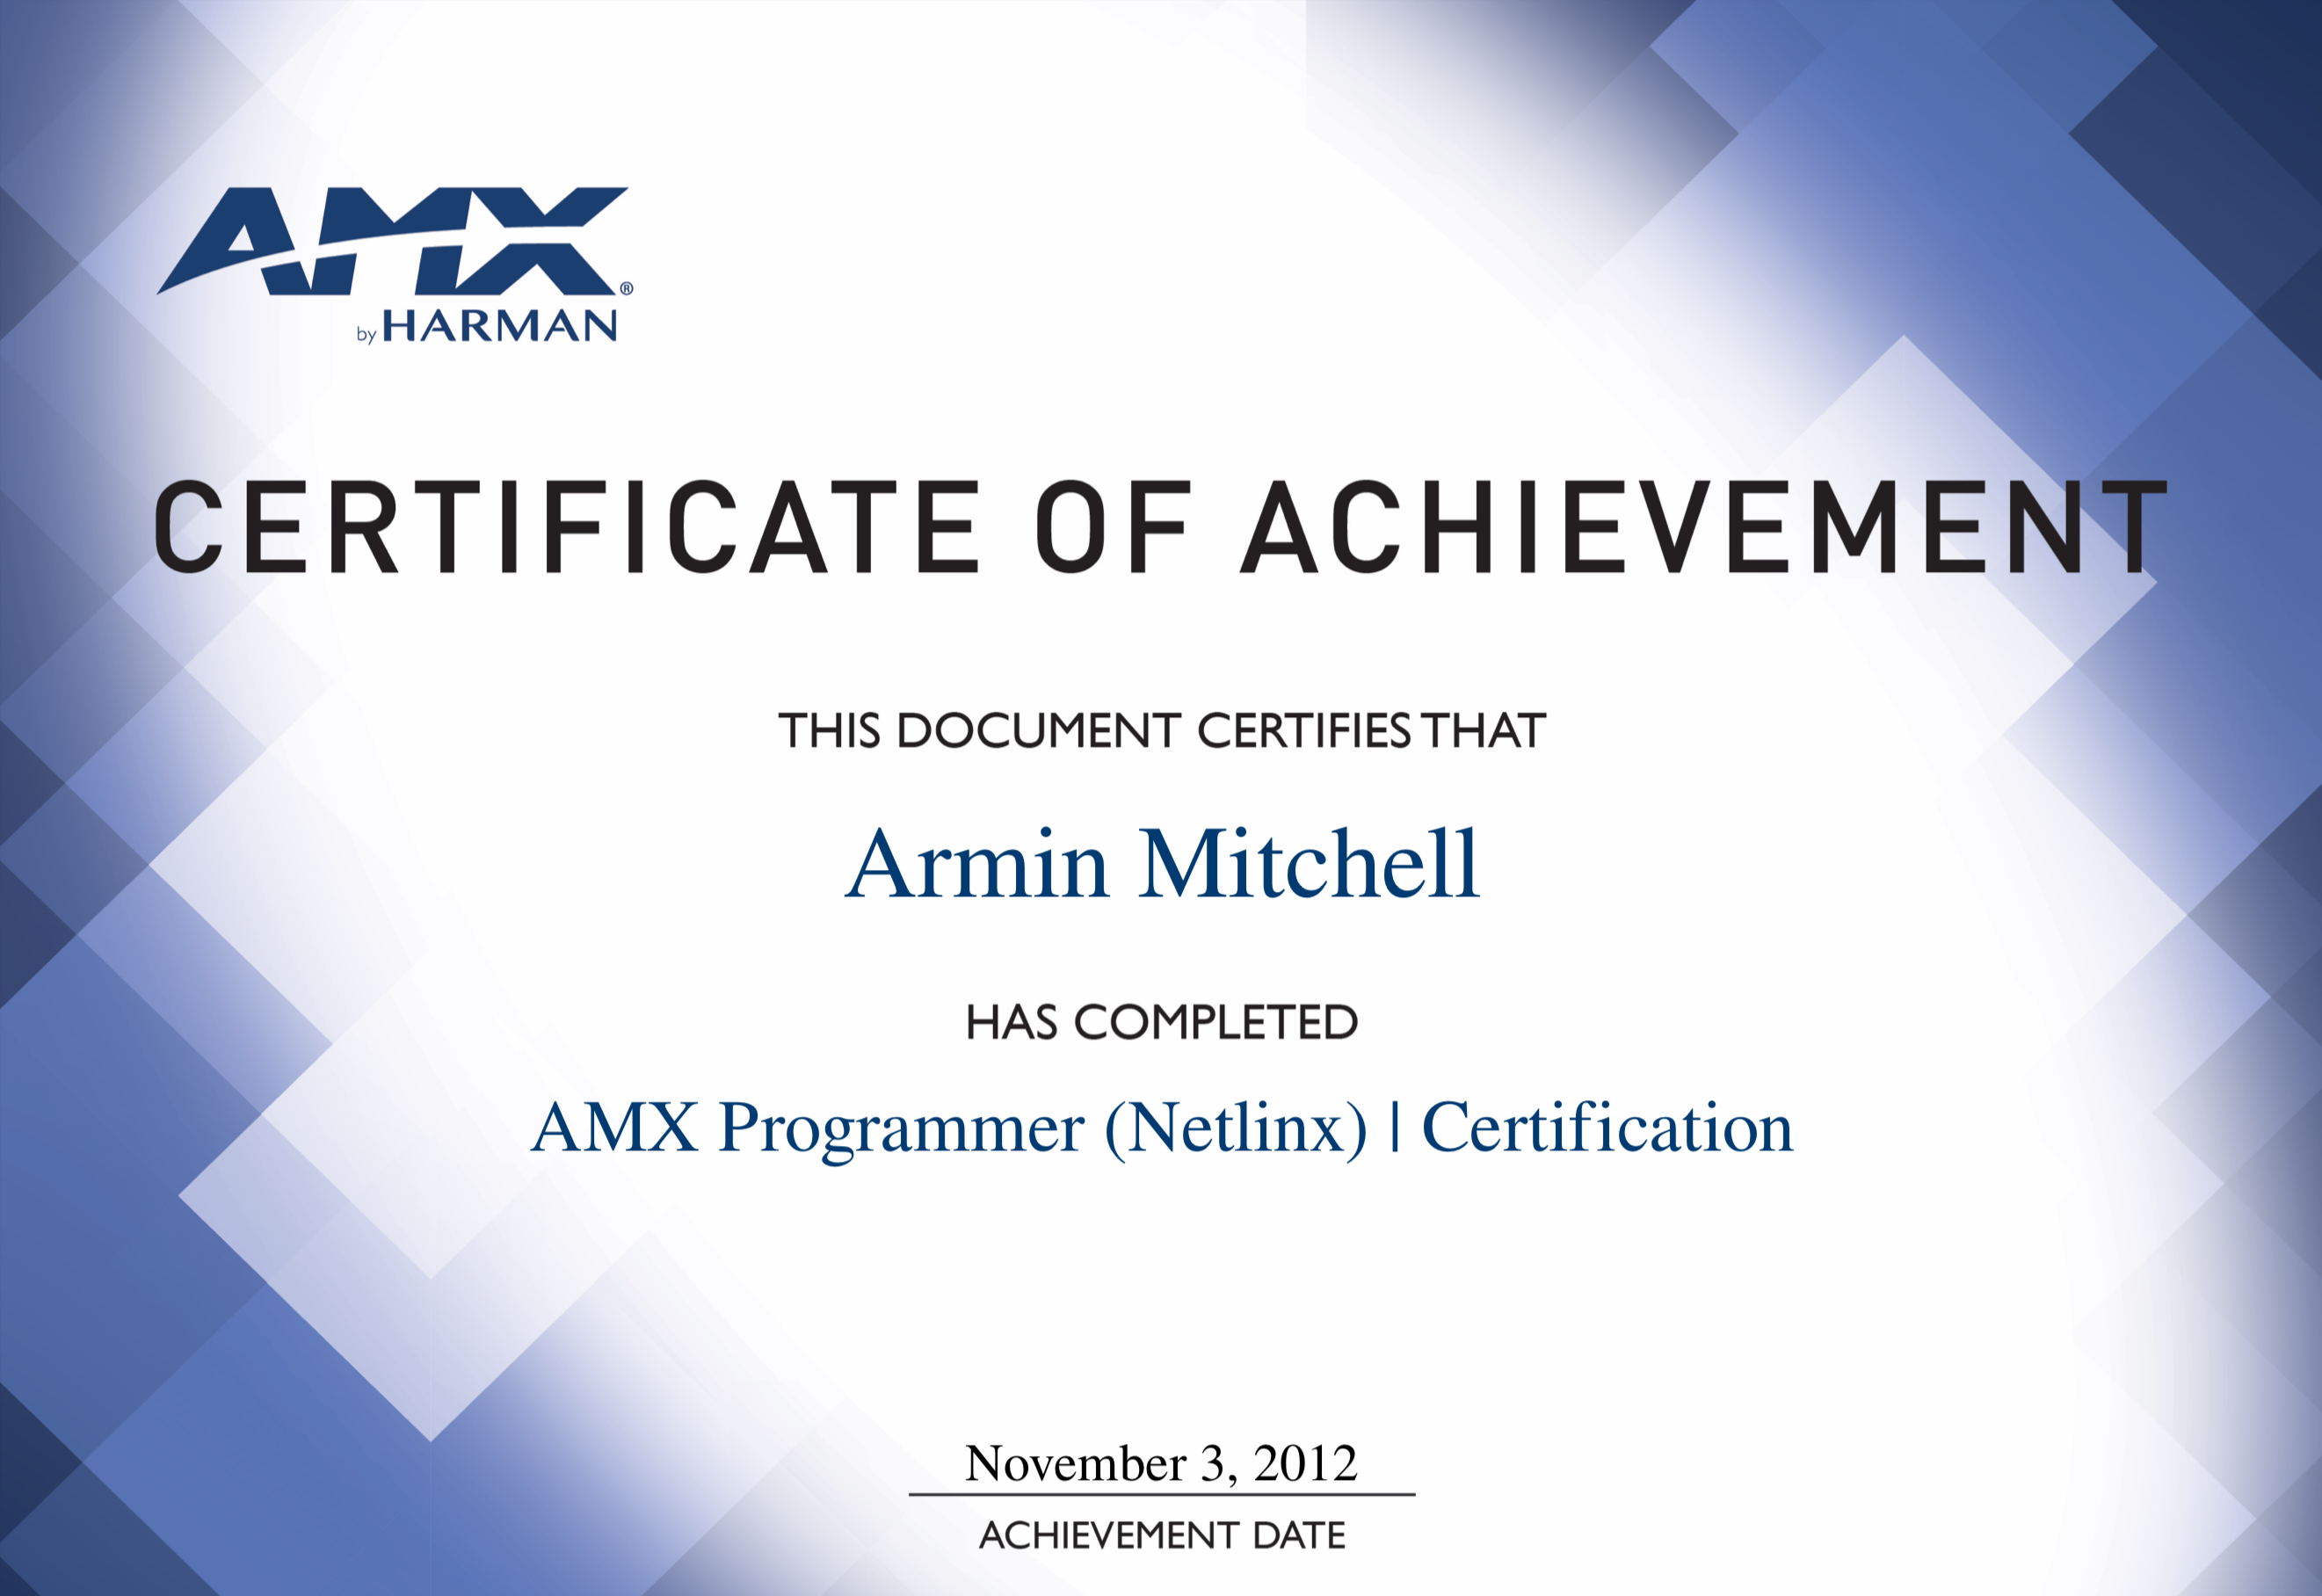 AMX®
by HARMAN
CERTIFICATE OF ACHIEVEMENT
THIS DOCUMENT CERTIFIES THAT
Armin Mitchell
HAS COMPLETED
AMX Programmer (Netlinx) | Certification
November 3, 2012
ACHIEVEMENT DATE